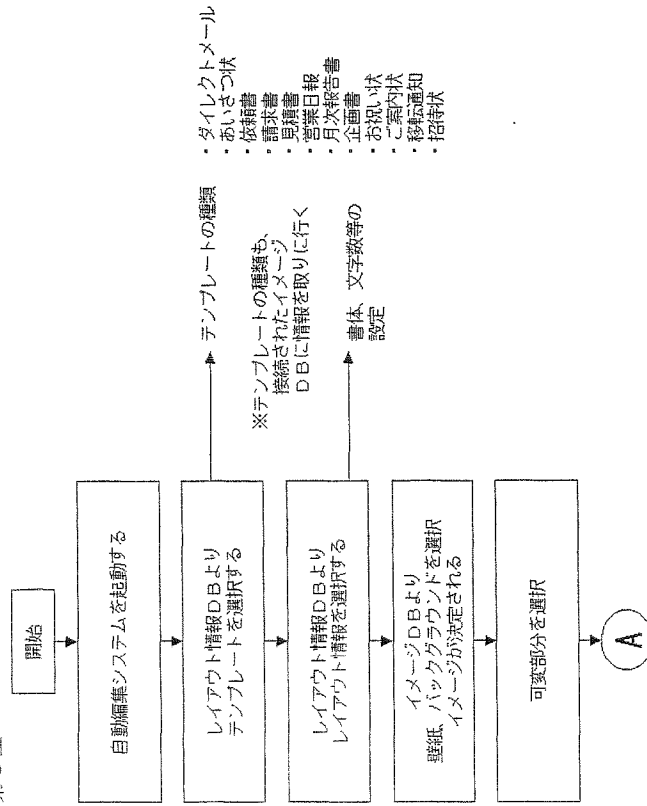 開始
自動編集システムを起動する
レイアウト情報DBより
テンプレートを選択する
テンプレートの種類
・ダイレクトメール
・あいさつ状
・依頼書
・請求書
・見積書
・営業日報
・月次報告書
・企画書
・お祝い状
・ご案内状
・移転通知
・招待状
※テンプレートの種類も、
接続されたイメージ
DBに情報を取りに行く
レイアウト情報DBより
レイアウト情報を選択する
書体、文字数等の
設定
イメージDBより
壁紙、バックグラウンドを選択
イメージが決定される
可変部分を選択
A